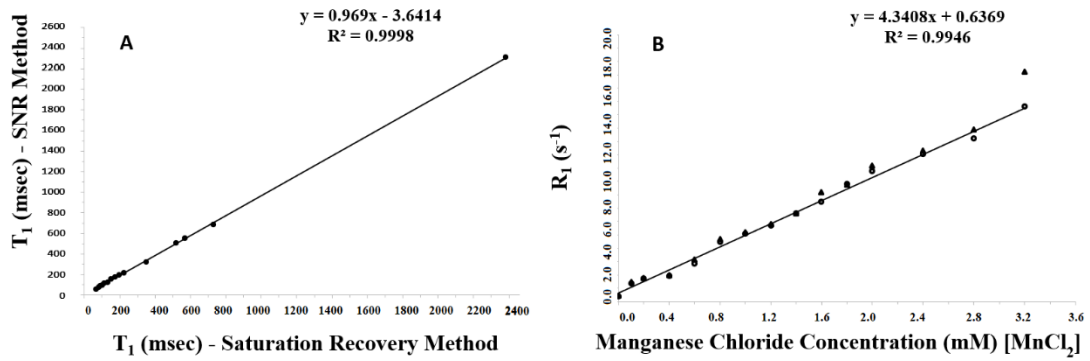 y = 0.969x - 3.6414
R² = 0.9998
A
T₁ (msec) - SNR Method
2600
2400
2200
2000
1800
1600
1400
1200
1000
800
600
400
200
0
0 200 400 600 800 1000 1200 1400 1600 1800 2000 2200 2400
T₁ (msec) - Saturation Recovery Method
y = 4.3408x + 0.6369
R² = 0.9946
B
R₁ (s⁻¹)
20.0
18.0
16.0
14.0
12.0
10.0
8.0
6.0
4.0
2.0
0.0
0.4 0.8 1.2 1.6 2.0 2.4 2.8 3.2 3.6
Manganese Chloride Concentration (mM) [MnCl₂]